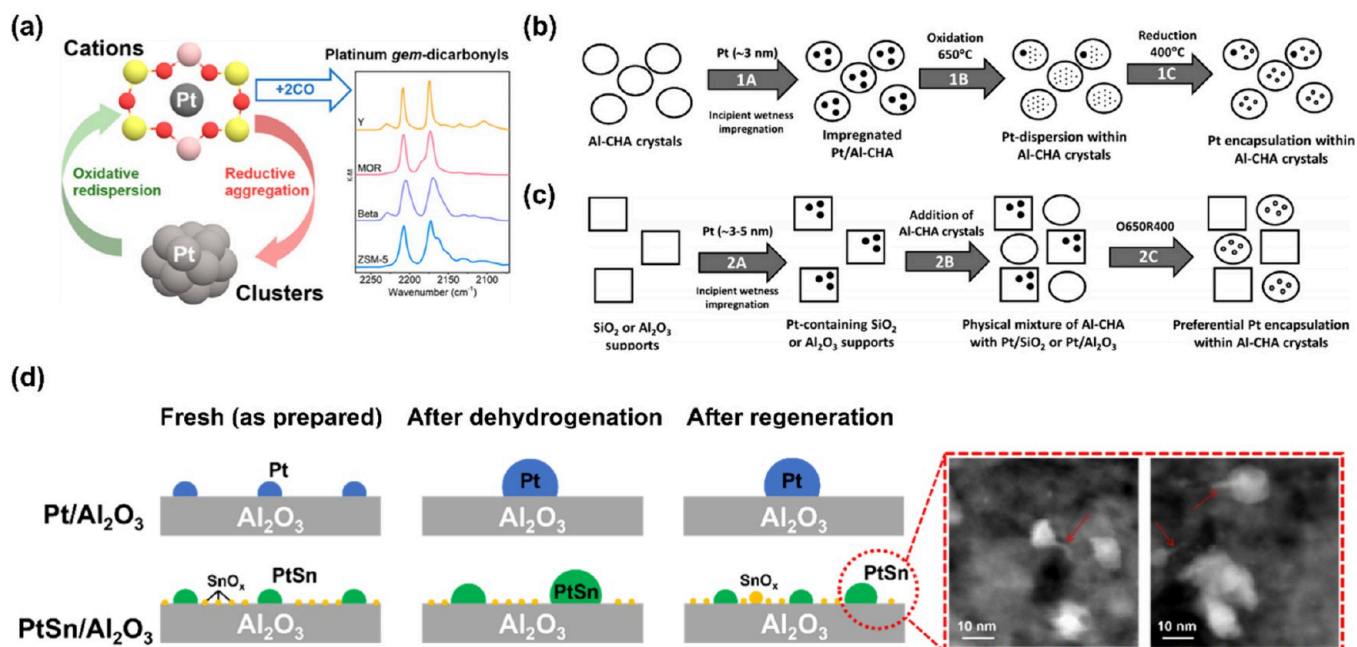 (a)
Cations
Pt
+2CO
Platinum gem-dicarbonyls
Y
MOR
Beta
ZSM-5
K-M
2250 2200 2150 2100
Wavenumber (cm⁻¹)
Oxidative
redispersion
Reductive
aggregation
Pt
Clusters
(b)
Al-CHA crystals
Pt (~3 nm)
1A
Incipient wetness
impregnation
Impregnated
Pt/Al-CHA
Oxidation
650°C
1B
Pt-dispersion within
Al-CHA crystals
Reduction
400°C
1C
Pt encapsulation within
Al-CHA crystals
(c)
SiO₂ or Al₂O₃
supports
Pt (~3-5 nm)
2A
Incipient wetness
impregnation
Pt-containing SiO₂
or Al₂O₃ supports
Addition of
Al-CHA crystals
2B
Physical mixture of Al-CHA
with Pt/SiO₂ or Pt/Al₂O₃
O650R400
2C
Preferential Pt encapsulation
within Al-CHA crystals
(d)
Fresh (as prepared) After dehydrogenation After regeneration
Pt/Al₂O₃
Pt
Al₂O₃
Pt
Al₂O₃
Pt
Al₂O₃
PtSn/Al₂O₃
SnOₓ
PtSn
Al₂O₃
PtSn
Al₂O₃
SnOₓ
PtSn
Al₂O₃
10 nm
10 nm